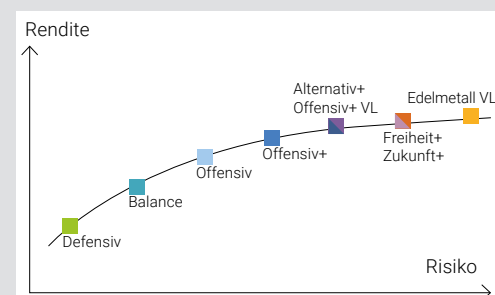 Rendite
Alternativ+
Offensiv+ VL
Edelmetall VL
Freiheit+
Zukunft+
Offensiv+
Offensiv
Balance
Defensiv
Risiko